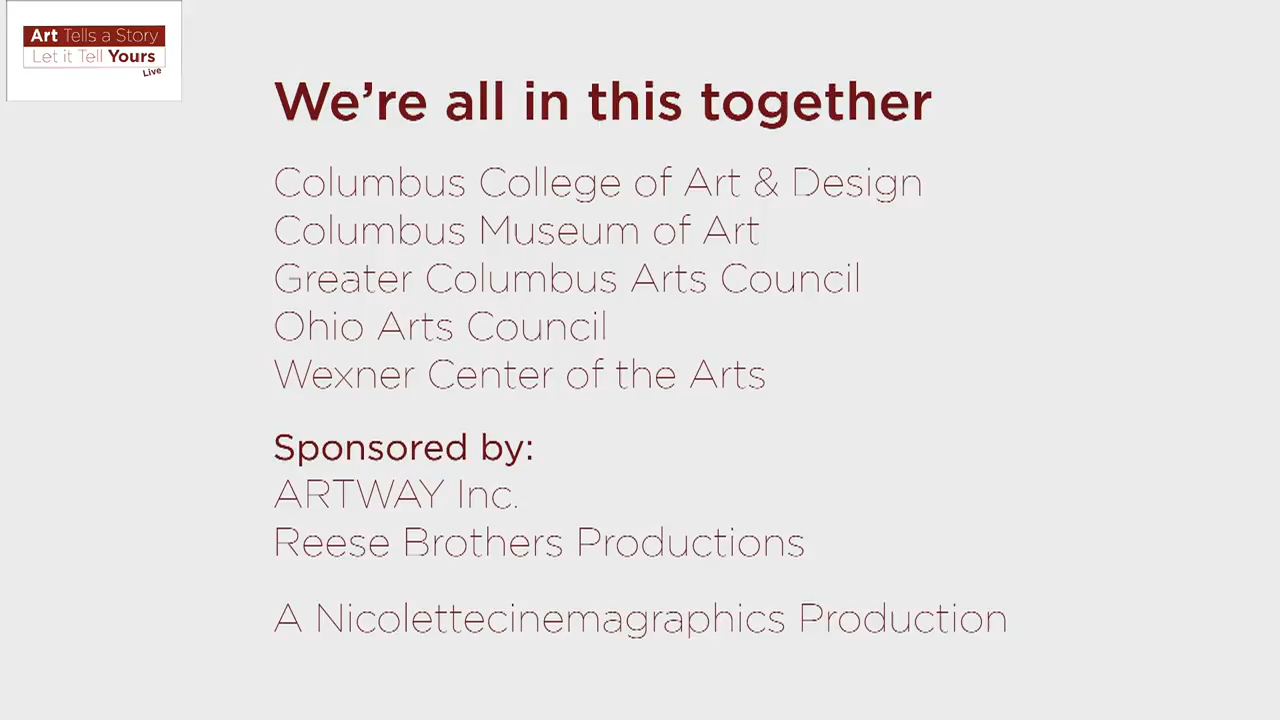 Art Tells a Story
Let it Tell Yours
Live
We're all in this together
Columbus College of Art & Design
Columbus Museum of Art
Greater Columbus Arts Council
Ohio Arts Council
Wexner Center of the Arts
Sponsored by:
ARTWAY Inc.
Reese Brothers Productions
A Nicolettecinemagraphics Production